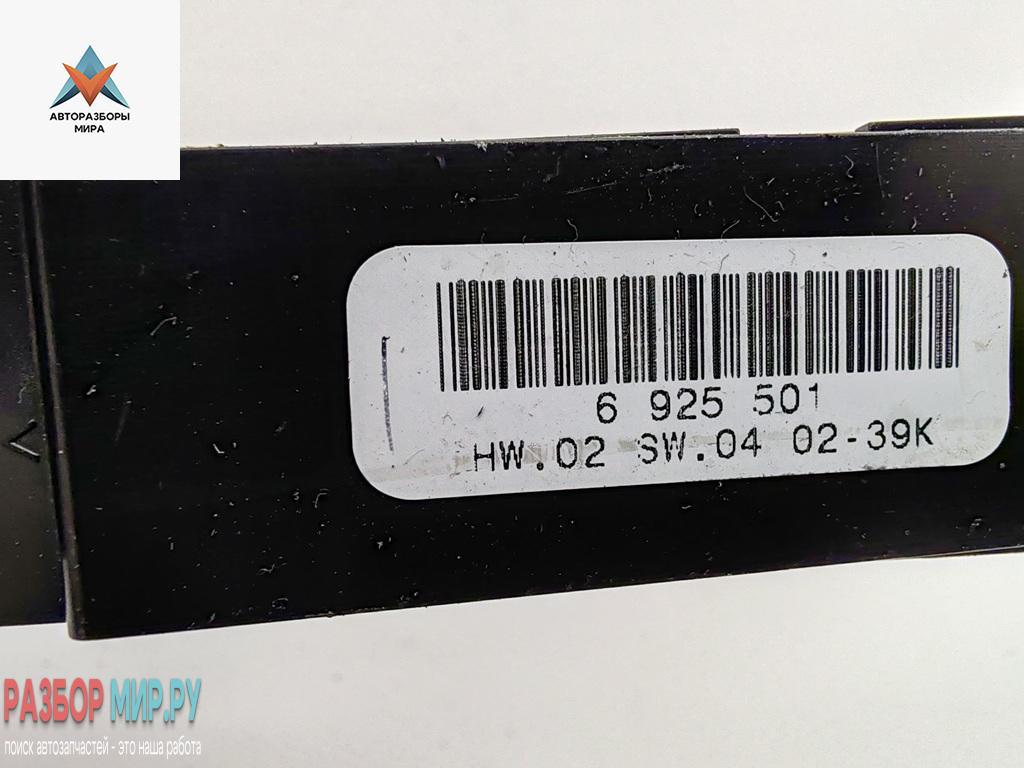 АВТОРАЗБОРЫ
МИРА
6 925 501
HW.02 SW.04 02-39K
РАЗБОР МИР.РУ
поиск автозапчастей - это наша работа